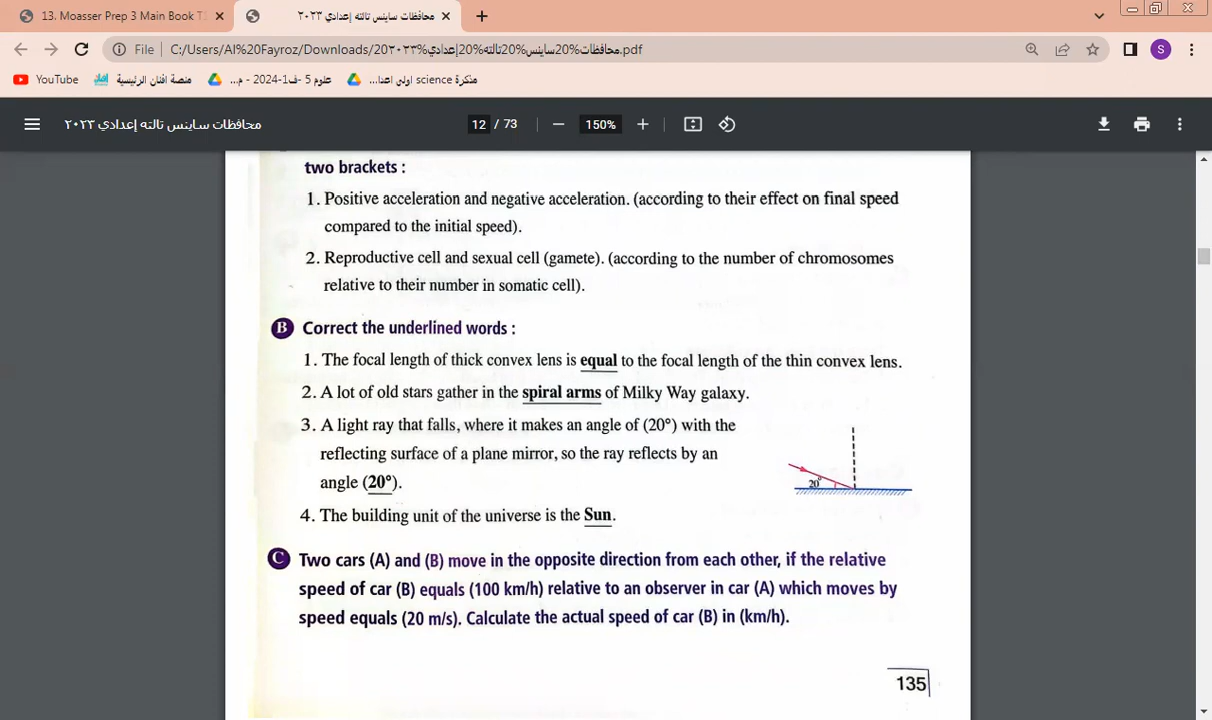 13. Moasser Prep 3 Main Book T
محافظات ساينس تالته إعدادي ٢٠٢٣
File C:/Users/Al%20Fayroz/Downloads/20٢٠٢٣%محافظات%20ساينس%20تالته%20إعدادي.pdf
S
YouTube
منصة افنان الرئيسية
علوم 5 -ف1-2024 - م...
مذكرة science اولي اعدا...
محافظات ساينس تالته إعدادي ٢٠٢٣
12 / 73
150%
two brackets :
1. Positive acceleration and negative acceleration. (according to their effect on final speed
compared to the initial speed).
2. Reproductive cell and sexual cell (gamete). (according to the number of chromosomes
relative to their number in somatic cell).
B Correct the underlined words :
1. The focal length of thick convex lens is equal to the focal length of the thin convex lens.
2. A lot of old stars gather in the spiral arms of Milky Way galaxy.
3. A light ray that falls, where it makes an angle of (20°) with the
reflecting surface of a plane mirror, so the ray reflects by an
angle (20°).
20°
4. The building unit of the universe is the Sun.
C Two cars (A) and (B) move in the opposite direction from each other, if the relative
speed of car (B) equals (100 km/h) relative to an observer in car (A) which moves by
speed equals (20 m/s). Calculate the actual speed of car (B) in (km/h).
135